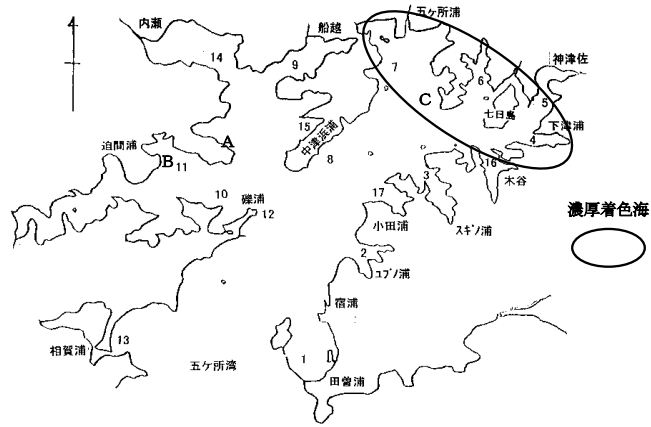 五ヶ所浦
内瀬
船越
14
9
7
神津佐
6
C
七日島
5
下津浦
4
A
15
中津浜浦
8
迫間浦
B
11
16
木谷
3
10
礫浦
12
17
小田浦
スギノ浦
2
ユブノ浦
宿浦
濃厚着色海
13
相賀浦
五ケ所湾
1
田曽浦